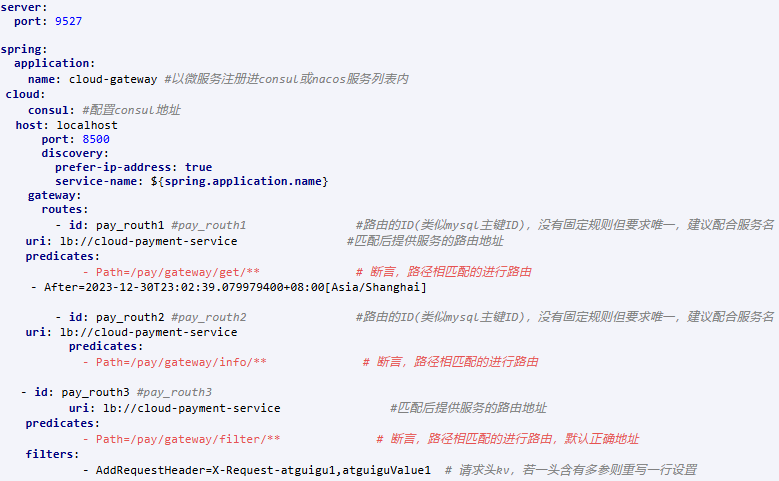 server:
  port: 9527

spring:
  application:
    name: cloud-gateway #以微服务注册进consul或nacos服务列表内
 cloud:
    consul: #配置consul地址
  host: localhost
      port: 8500
      discovery:
        prefer-ip-address: true
        service-name: ${spring.application.name}
    gateway:
      routes:
        - id: pay_routh1 #pay_routh1                #路由的ID(类似mysql主键ID)，没有固定规则但要求唯一，建议配合服务名
    uri: lb://cloud-payment-service                #匹配后提供服务的路由地址
    predicates:
            - Path=/pay/gateway/get/**              # 断言，路径相匹配的进行路由
    - After=2023-12-30T23:02:39.079979400+08:00[Asia/Shanghai]

        - id: pay_routh2 #pay_routh2                #路由的ID(类似mysql主键ID)，没有固定规则但要求唯一，建议配合服务名
    uri: lb://cloud-payment-service
          predicates:
            - Path=/pay/gateway/info/**              # 断言，路径相匹配的进行路由

   - id: pay_routh3 #pay_routh3
          uri: lb://cloud-payment-service                #匹配后提供服务的路由地址
    predicates:
            - Path=/pay/gateway/filter/**              # 断言，路径相匹配的进行路由，默认正确地址
    filters:
            - AddRequestHeader=X-Request-atguigu1,atguiguValue1  # 请求头kv，若一头含有多参则重写一行设置